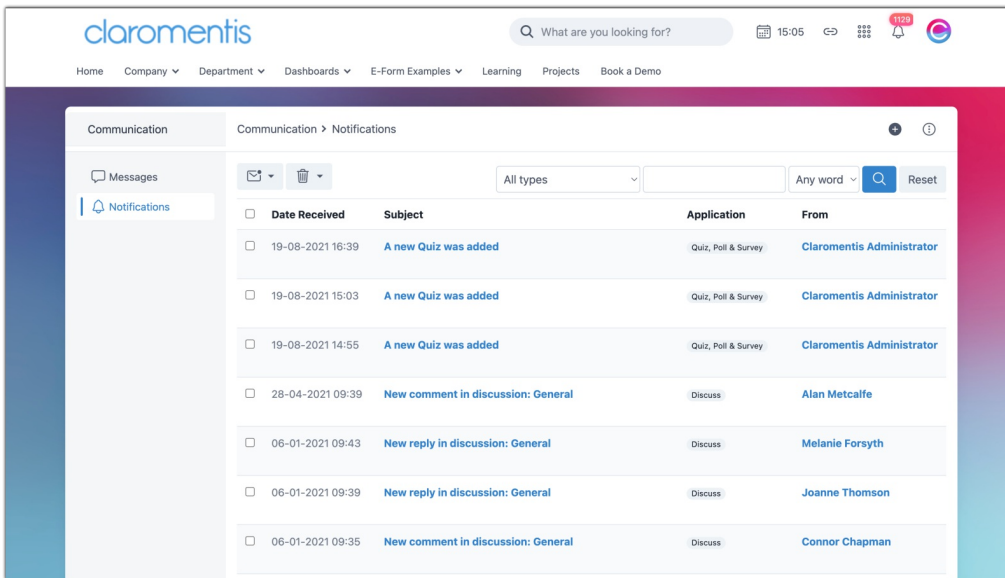 claromentis
What are you looking for?
15:05
1129
Home Company Department Dashboards E-Form Examples Learning Projects Book a Demo
Communication
Communication > Notifications
Messages
Notifications
All types
Any word
Reset
Date Received Subject Application From
19-08-2021 16:39 A new Quiz was added Quiz, Poll & Survey Claromentis Administrator
19-08-2021 15:03 A new Quiz was added Quiz, Poll & Survey Claromentis Administrator
19-08-2021 14:55 A new Quiz was added Quiz, Poll & Survey Claromentis Administrator
28-04-2021 09:39 New comment in discussion: General Discuss Alan Metcalfe
06-01-2021 09:43 New reply in discussion: General Discuss Melanie Forsyth
06-01-2021 09:39 New reply in discussion: General Discuss Joanne Thomson
06-01-2021 09:35 New comment in discussion: General Discuss Connor Chapman